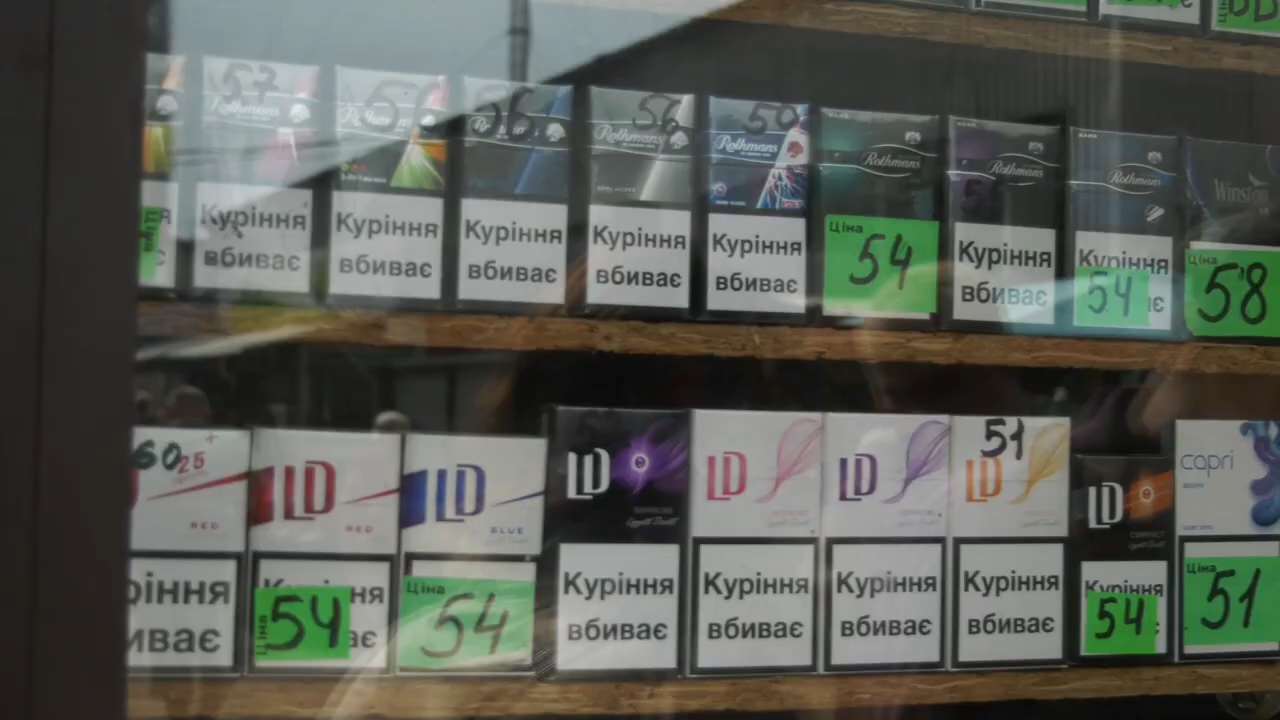 57
Rothmans
Куріння
вбиває
Rothmans
Куріння
вбиває
56
Куріння
вбиває
56
Rothmans
Куріння
вбиває
50
Rothmans
Куріння
вбиває
Rothmans
Ціна
54
Rothmans
Куріння
вбиває
Rothmans
Куріння
54
Winston
Ціна
58
60
25
RED
LD
RED
Ціна
54
LD
BLUE
Ціна
54
LD
Куріння
вбиває
LD
Куріння
вбиває
LD
Куріння
вбиває
51
LD
Куріння
вбиває
LD
COMPACT
Куріння
54
capri
Ціна
51